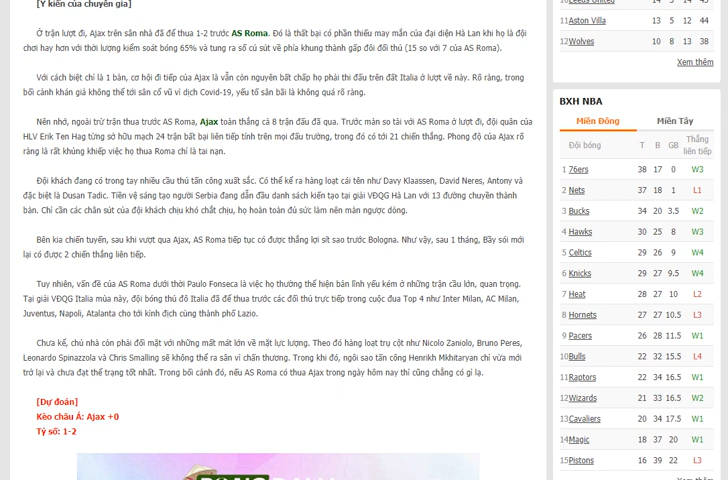 [Ý kiến của chuyên gia]
Ở trận lượt đi, Ajax trên sân nhà đã để thua 1-2 trước AS Roma. Đó là thất bại có phần thiếu may mắn của đại diện Hà Lan khi họ là đội
chơi hay hơn với thời lượng kiểm soát bóng 65% và tung ra số cú sút về phía khung thành gấp đôi đối thủ (15 so với 7 của AS Roma).
Với cách biệt chỉ là 1 bàn, cơ hội đi tiếp của Ajax là vẫn còn nguyên bất chấp họ phải thi đấu trên đất Italia ở lượt về này. Rõ ràng, trong
bối cảnh khán giả không thể tới sân cổ vũ vì dịch Covid-19, yếu tố sân bãi là không quá rõ ràng.
Nên nhớ, ngoài trừ trận thua trước AS Roma, Ajax toàn thắng cả 8 trận đấu đã qua. Trước màn so tài với AS Roma ở lượt đi, đội quân của
HLV Erik Ten Hag từng sở hữu mạch 24 trận bất bại liên tiếp tính trên mọi đấu trường, trong đó có tới 21 chiến thắng. Phong độ của Ajax rõ
ràng là rất khủng khiếp việc họ thua Roma chỉ là tai nạn.
Đội khách đang có trong tay nhiều cầu thủ tấn công xuất sắc. Có thể kể ra hàng loạt cái tên như Davy Klaassen, David Neres, Antony và
đặc biệt là Dusan Tadic. Tiền vệ sáng tạo người Serbia đang dẫn đầu danh sách kiến tạo tại giải VĐQG Hà Lan với 13 đường chuyền thành
bàn. Chỉ cần các chân sút của đội khách chịu khó chắt chịu, họ hoàn toàn đủ sức làm nên màn ngược dòng.
Bên kia chiến tuyến, sau khi vượt qua Ajax, AS Roma tiếp tục có được thắng lợi sít sao trước Bologna. Như vậy, sau 1 tháng, Bầy sói mới
lại có được 2 chiến thắng liên tiếp.
Tuy nhiên, vấn đề của AS Roma dưới thời Paulo Fonseca là việc họ thường thể hiện bản lĩnh yếu kém ở những trận cầu lớn, quan trọng.
Tại giải VĐQG Italia mùa này, đội bóng thủ đô Italia đã để thua trước các đối thủ trực tiếp trong cuộc đua Top 4 như Inter Milan, AC Milan,
Juventus, Napoli, Atalanta cho tới kình địch cùng thành phố Lazio.
Chưa kể, chủ nhà còn phải đối mặt với những mất mát lớn về mặt lực lượng. Theo đó hàng loạt trụ cột như Nicolo Zaniolo, Bruno Peres,
Leonardo Spinazzola và Chris Smalling sẽ không thể ra sân vì chấn thương. Trong khi đó, ngôi sao tấn công Henrikh Mkhitaryan chỉ vừa mới
trở lại và chưa đạt thể trạng tốt nhất. Trong bối cảnh đó, nếu AS Roma có thua Ajax trong ngày hôm nay thì cũng chẳng có gì lạ.
[Dự đoán]
Kèo châu Á: Ajax +0
Tỷ số: 1-2
11 Aston Villa 13 5 12 44
12 Wolves 10 8 13 38
Xem thêm
BXH NBA
Miền Đông Miền Tây
Đội bóng T B GB Thắng liên tiếp
1 76ers 38 17 0 W3
2 Nets 37 18 1 L1
3 Bucks 34 20 3.5 W2
4 Hawks 30 25 8 W3
5 Celtics 29 26 9 W4
6 Knicks 29 27 9.5 W4
7 Heat 28 27 10 L2
8 Hornets 27 27 10.5 L3
9 Pacers 26 28 11.5 W1
10 Bulls 22 32 15.5 L4
11 Raptors 22 34 16.5 W1
12 Wizards 21 33 16.5 W2
13 Cavaliers 20 34 17.5 W1
14 Magic 18 37 20 W1
15 Pistons 16 39 22 L3